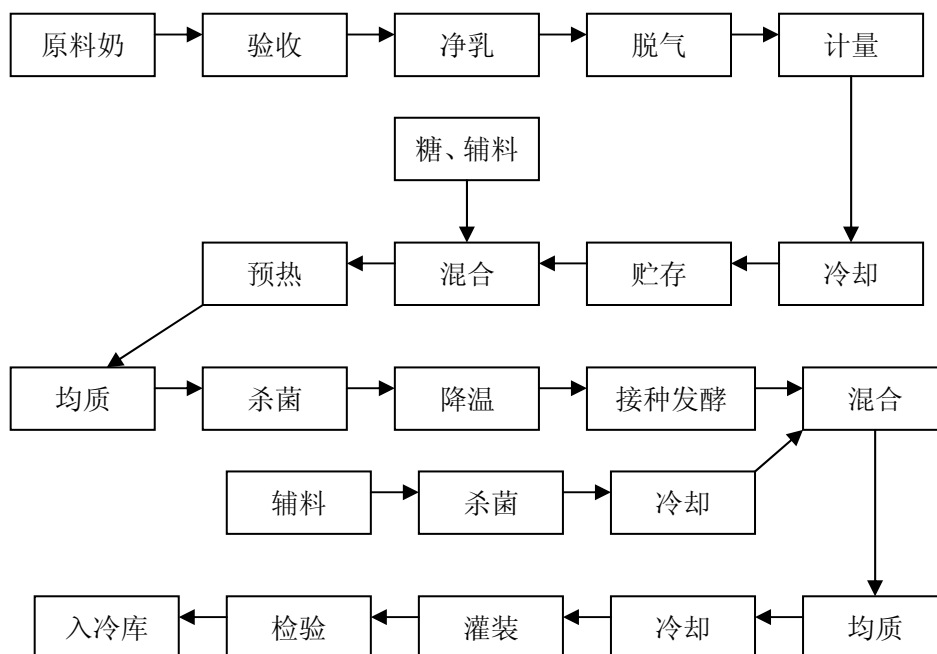 原料奶
验收
净乳
脱气
计量
糖、辅料
预热
混合
贮存
冷却
均质
杀菌
降温
接种发酵
混合
辅料
杀菌
冷却
入冷库
检验
灌装
冷却
均质